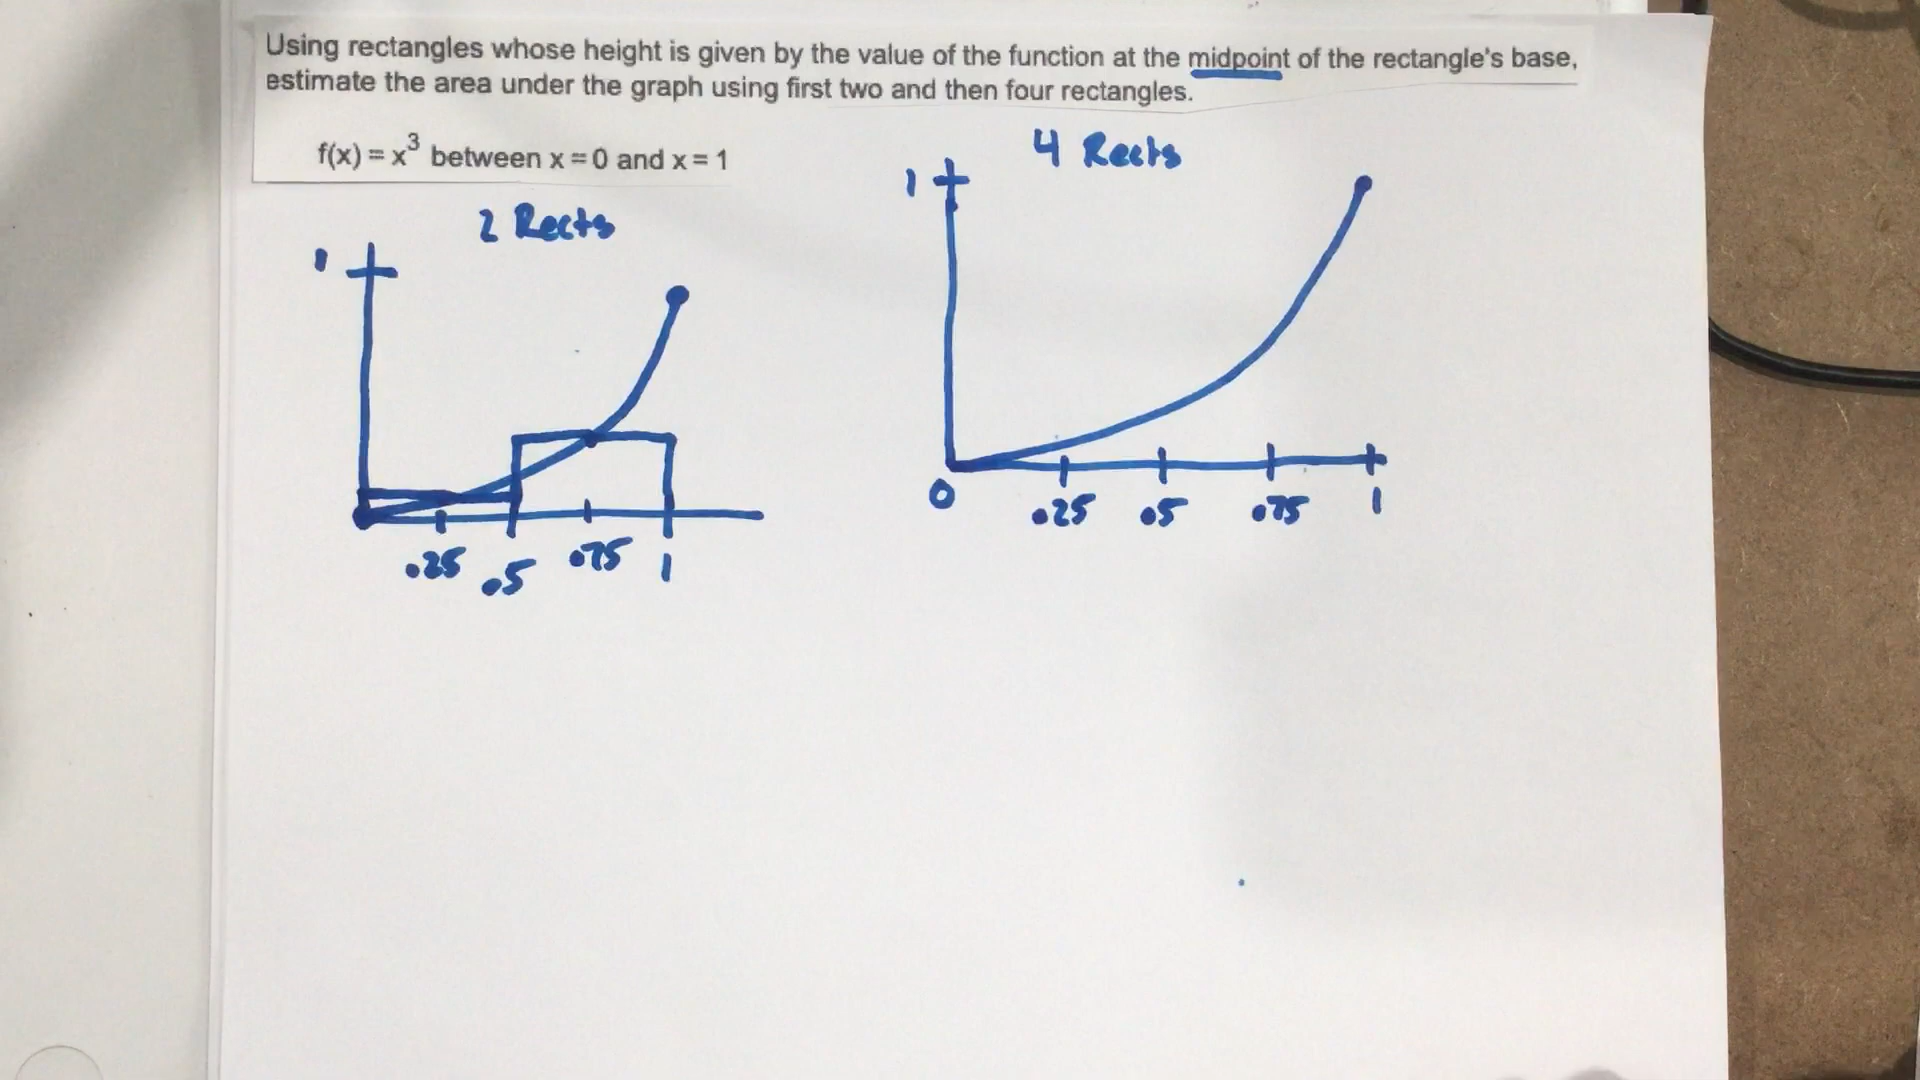 Using rectangles whose height is given by the value of the function at the midpoint of the rectangle's base,
estimate the area under the graph using first two and then four rectangles.
f(x) = x³ between x = 0 and x = 1
2 Rects
1
.25 .5 .75 1
4 Rects
1
0 .25 .5 .75 1